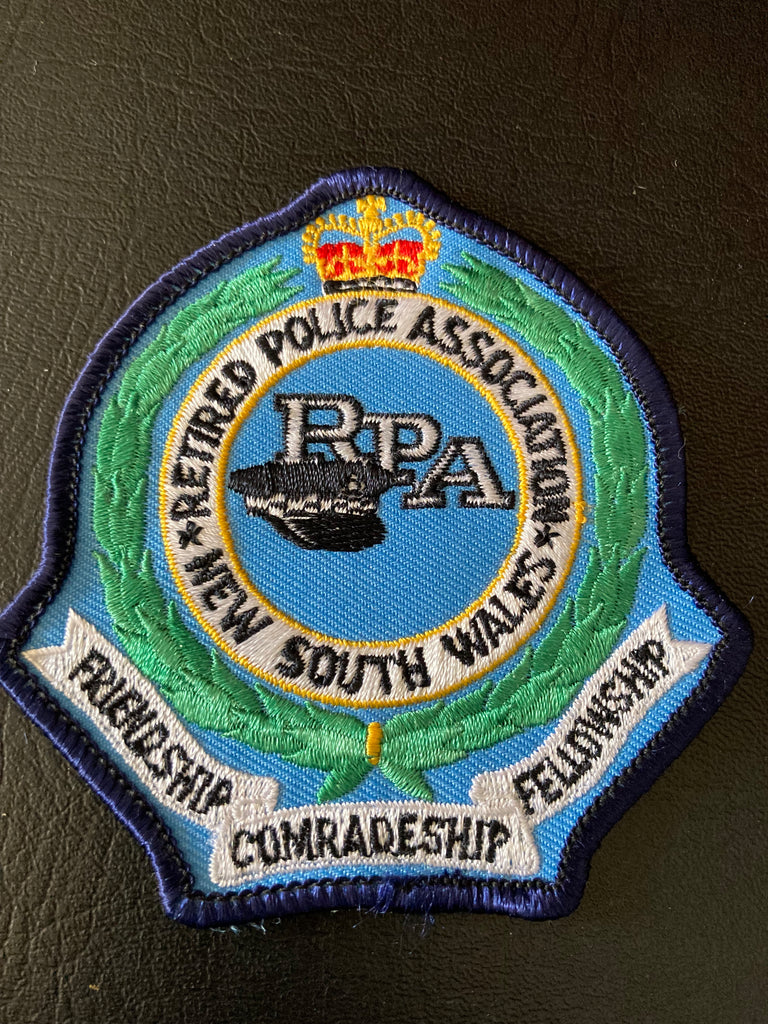 RETIRED POLICE ASSOCIATION
RPA
NEW SOUTH WALES
FRIENDSHIP
COMRADESHIP
FELLOWSHIP